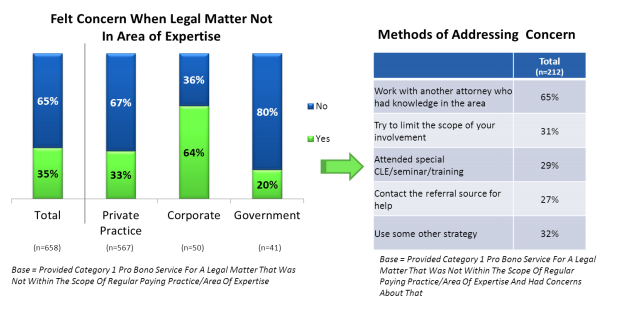 Felt Concern When Legal Matter Not
In Area of Expertise
65%
35%
67%
33%
36%
64%
80%
20%
No
Yes
Total
Private
Practice
Corporate
Government
(n=658)
(n=567)
(n=50)
(n=41)
Base = Provided Category 1 Pro Bono Service For A Legal Matter That Was
Not Within The Scope Of Regular Paying Practice/Area Of Expertise
Methods of Addressing Concern
Total
(n=212)
Work with another attorney who
had knowledge in the area
65%
Try to limit the scope of your
involvement
31%
Attended special
CLE/seminar/training
29%
Contact the referral source for
help
27%
Use some other strategy
32%
Base = Provided Category 1 Pro Bono Service For A Legal
Matter That Was Not Within The Scope Of Regular
Paying Practice/Area Of Expertise And Had Concerns
About That